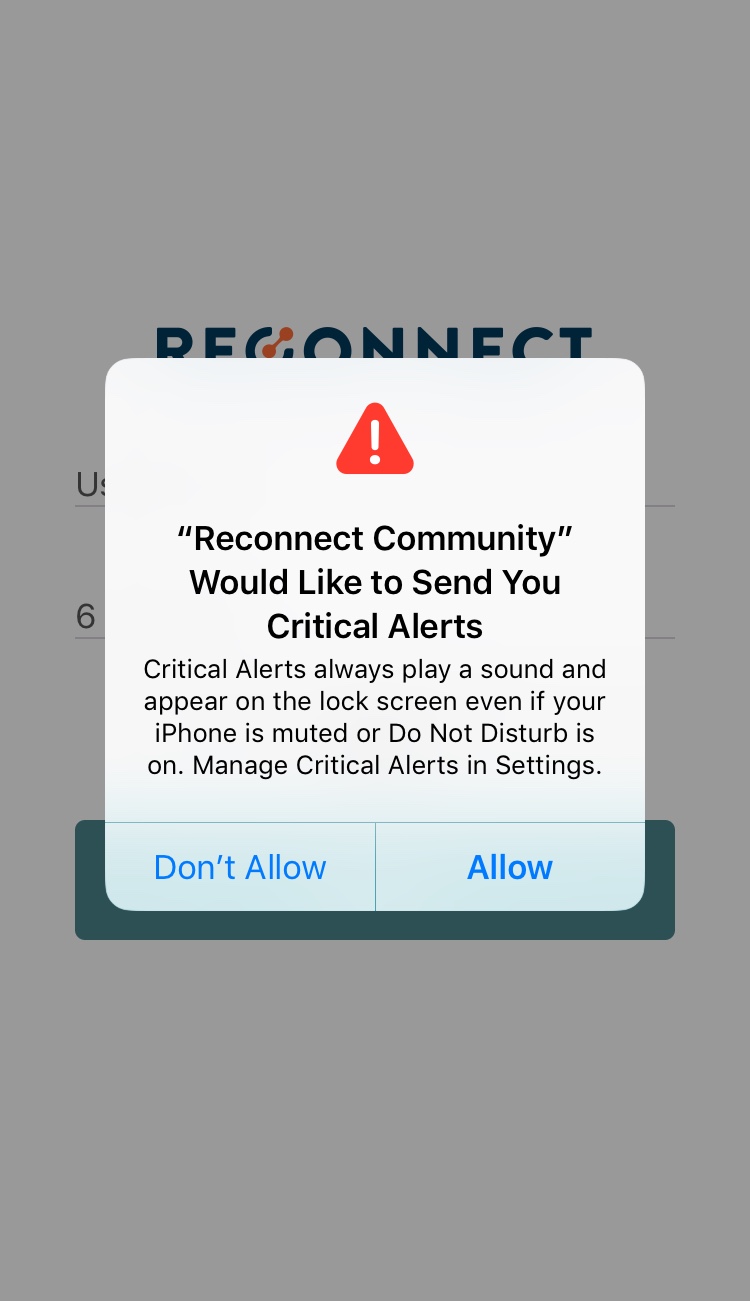 RECONNECT
Us
6
“Reconnect Community”
Would Like to Send You
Critical Alerts
Critical Alerts always play a sound and
appear on the lock screen even if your
iPhone is muted or Do Not Disturb is
on. Manage Critical Alerts in Settings.
Don’t Allow
Allow